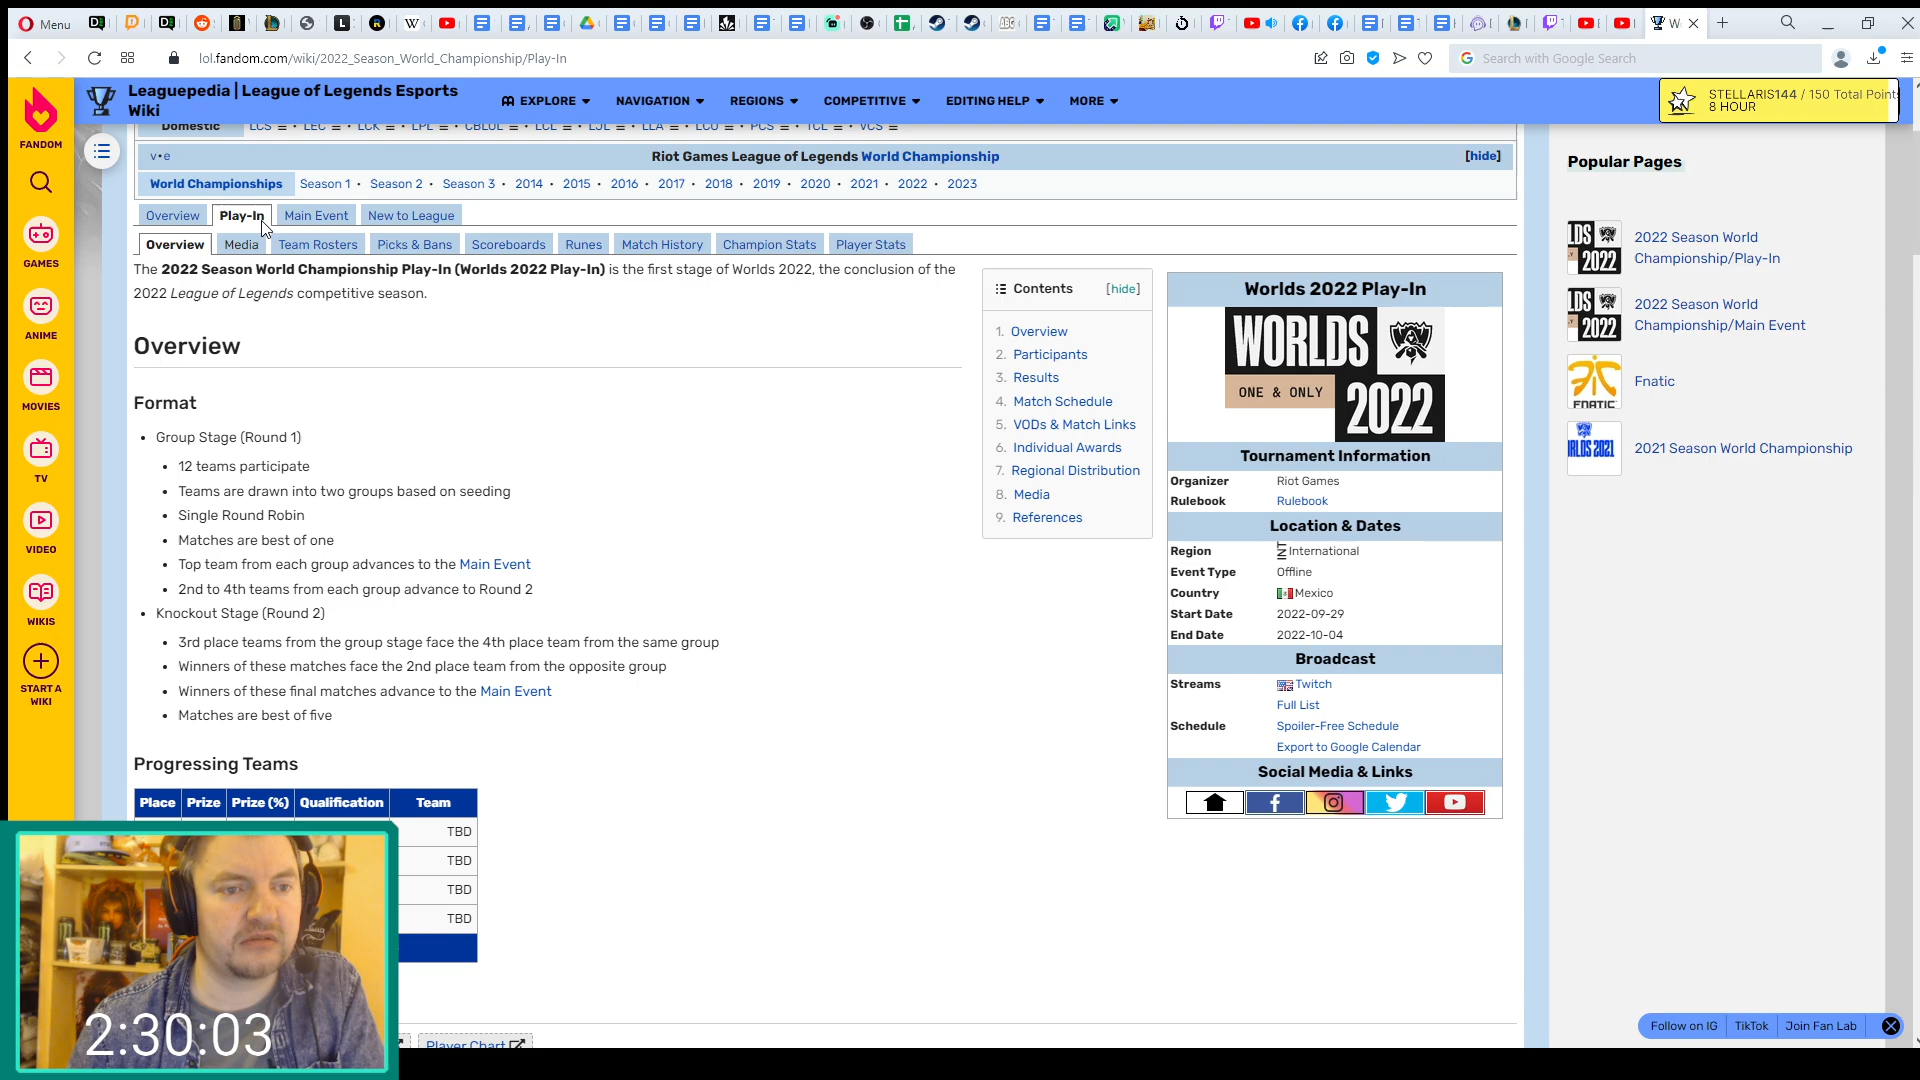 Menu
lol.fandom.com/wiki/2022_Season_World_Championship/Play-In
Search with Google Search
FANDOM
GAMES
ANIME
MOVIES
TV
VIDEO
WIKIS
START A
WIKI
Leaguepedia | League of Legends Esports
Wiki
EXPLORE
NAVIGATION
REGIONS
COMPETITIVE
EDITING HELP
MORE
STELLARIS144 / 150 Total Points
8 HOUR
Domestic LCS LEC LCK LPL CBLOL LCL LJL LLA LCO PCS TCL VCS
v•e
Riot Games League of Legends World Championship
[hide]
World Championships Season 1 • Season 2 • Season 3 • 2014 • 2015 • 2016 • 2017 • 2018 • 2019 • 2020 • 2021 • 2022 • 2023
Overview Play-In Main Event New to League
Overview Media Team Rosters Picks & Bans Scoreboards Runes Match History Champion Stats Player Stats
The 2022 Season World Championship Play-In (Worlds 2022 Play-In) is the first stage of Worlds 2022, the conclusion of the
2022 League of Legends competitive season.
Overview
Format
• Group Stage (Round 1)
• 12 teams participate
• Teams are drawn into two groups based on seeding
• Single Round Robin
• Matches are best of one
• Top team from each group advances to the Main Event
• 2nd to 4th teams from each group advance to Round 2
• Knockout Stage (Round 2)
• 3rd place teams from the group stage face the 4th place team from the same group
• Winners of these matches face the 2nd place team from the opposite group
• Winners of these final matches advance to the Main Event
• Matches are best of five
Progressing Teams
Place Prize Prize (%) Qualification Team
TBD
TBD
TBD
TBD
Player Chart
2:30:03
Contents [hide]
1. Overview
2. Participants
3. Results
4. Match Schedule
5. VODs & Match Links
6. Individual Awards
7. Regional Distribution
8. Media
9. References
Worlds 2022 Play-In
WORLDS
ONE & ONLY
2022
Tournament Information
Organizer Riot Games
Rulebook Rulebook
Location & Dates
Region INT International
Event Type Offline
Country Mexico
Start Date 2022-09-29
End Date 2022-10-04
Broadcast
Streams Twitch
Full List
Schedule Spoiler-Free Schedule
Export to Google Calendar
Social Media & Links
Popular Pages
2022 Season World
Championship/Play-In
2022 Season World
Championship/Main Event
Fnatic
2021 Season World Championship
Follow on IG TikTok Join Fan Lab